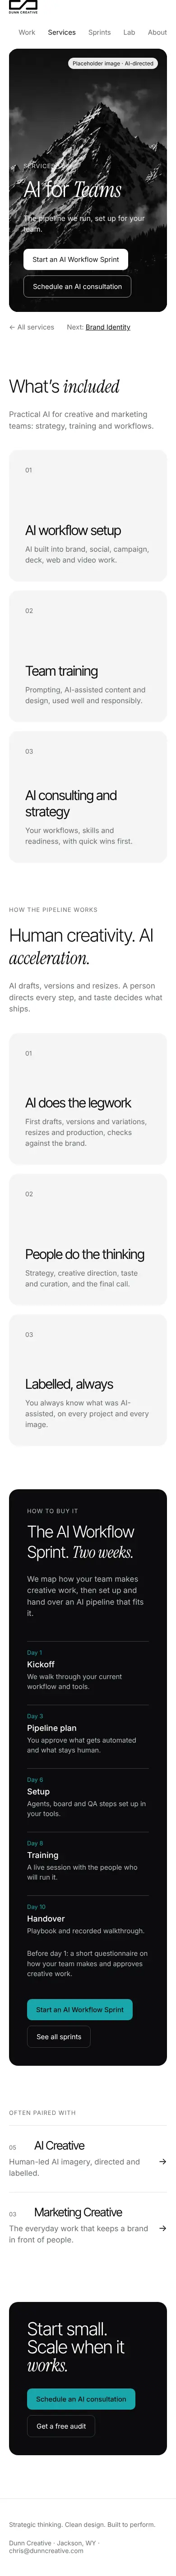 DUNN CREATIVE
Work Services Sprints Lab About
Placeholder image · AI-directed
SERVICES
AI for Teams
The pipeline we run, set up for your
team.
Start an AI Workflow Sprint
Schedule an AI consultation
← All services Next: Brand Identity
What's included
Practical AI for creative and marketing
teams: strategy, training and workflows.
01
AI workflow setup
AI built into brand, social, campaign,
deck, web and video work.
02
Team training
Prompting, AI-assisted content and
design, used well and responsibly.
03
AI consulting and
strategy
Your workflows, skills and
readiness, with quick wins first.
HOW THE PIPELINE WORKS
Human creativity. AI
acceleration.
AI drafts, versions and resizes. A person
directs every step, and taste decides what
ships.
01
AI does the legwork
First drafts, versions and variations,
resizes and production, checks
against the brand.
02
People do the thinking
Strategy, creative direction, taste
and curation, and the final call.
03
Labelled, always
You always know what was AI-
assisted, on every project and every
image.
HOW TO BUY IT
The AI Workflow
Sprint. Two weeks.
We map how your team makes
creative work, then set up and
hand over an AI pipeline that fits
it.
Day 1
Kickoff
We walk through your current
workflow and tools.
Day 3
Pipeline plan
You approve what gets automated
and what stays human.
Day 6
Setup
Agents, board and QA steps set up in
your tools.
Day 8
Training
A live session with the people who
will run it.
Day 10
Handover
Playbook and recorded walkthrough.
Before day 1: a short questionnaire on
how your team makes and approves
creative work.
Start an AI Workflow Sprint
See all sprints
OFTEN PAIRED WITH
05 AI Creative
Human-led AI imagery, directed and
labelled.
→
03 Marketing Creative
The everyday work that keeps a brand
in front of people.
→
Start small.
Scale when it
works.
Schedule an AI consultation
Get a free audit
Strategic thinking. Clean design. Built to perform.
Dunn Creative · Jackson, WY ·
chris@dunncreative.com